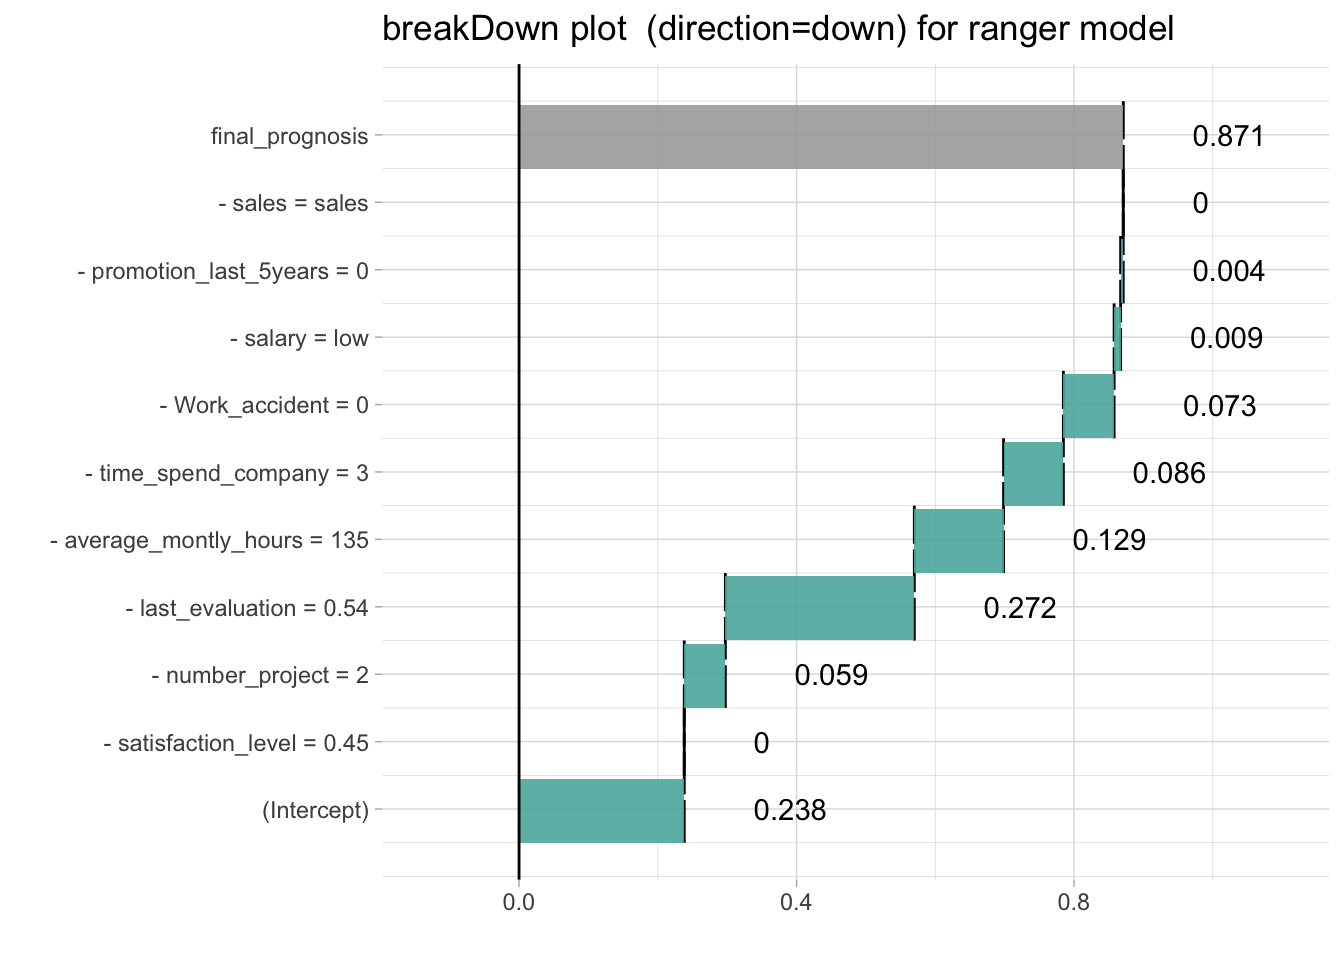 breakDown plot  (direction=down) for ranger model
final_prognosis 0.871
- sales = sales 0
- promotion_last_5years = 0 0.004
- salary = low 0.009
- Work_accident = 0 0.073
- time_spend_company = 3 0.086
- average_montly_hours = 135 0.129
- last_evaluation = 0.54 0.272
- number_project = 2 0.059
- satisfaction_level = 0.45 0
(Intercept) 0.238
0.0 0.4 0.8